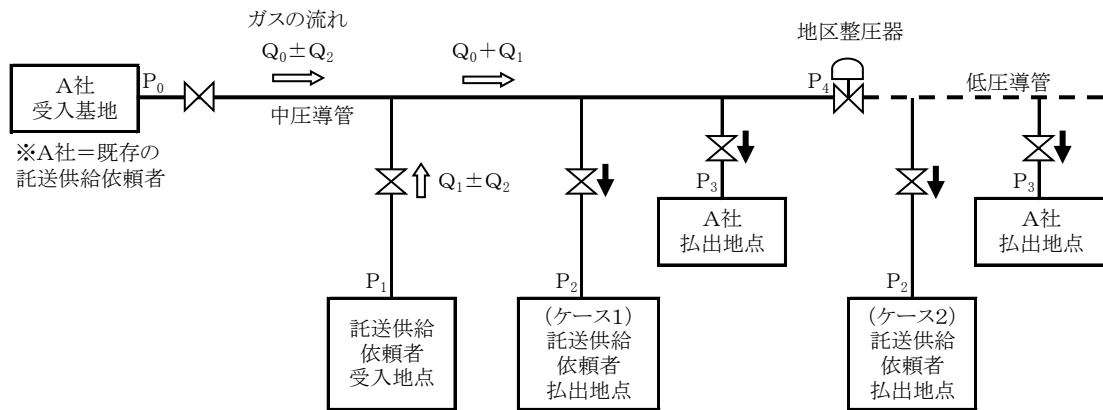 ガスの流れ
Q₀±Q₂
Q₀+Q₁
地区整圧器
A社
受入基地
P₀
中圧導管
P₄
低圧導管
※A社=既存の
託送供給依頼者
Q₁±Q₂
P₃
A社
払出地点
P₃
A社
払出地点
P₁
託送供給
依頼者
受入地点
P₂
(ケース1)
託送供給
依頼者
払出地点
P₂
(ケース2)
託送供給
依頼者
払出地点